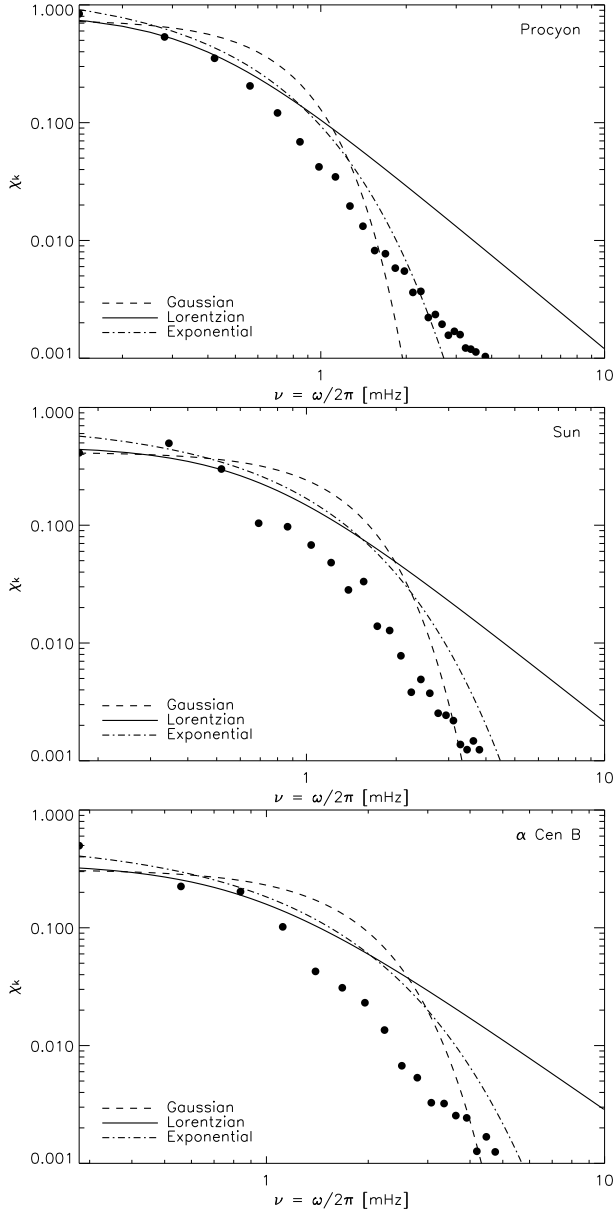 1.000
Procyon
0.100
χk
0.010
Gaussian
Lorentzian
Exponential
0.001
1
10
ν = ω/2π [mHz]
1.000
Sun
0.100
χk
0.010
Gaussian
Lorentzian
Exponential
0.001
1
10
ν = ω/2π [mHz]
1.000
α Cen B
0.100
χk
0.010
Gaussian
Lorentzian
Exponential
0.001
1
10
ν = ω/2π [mHz]